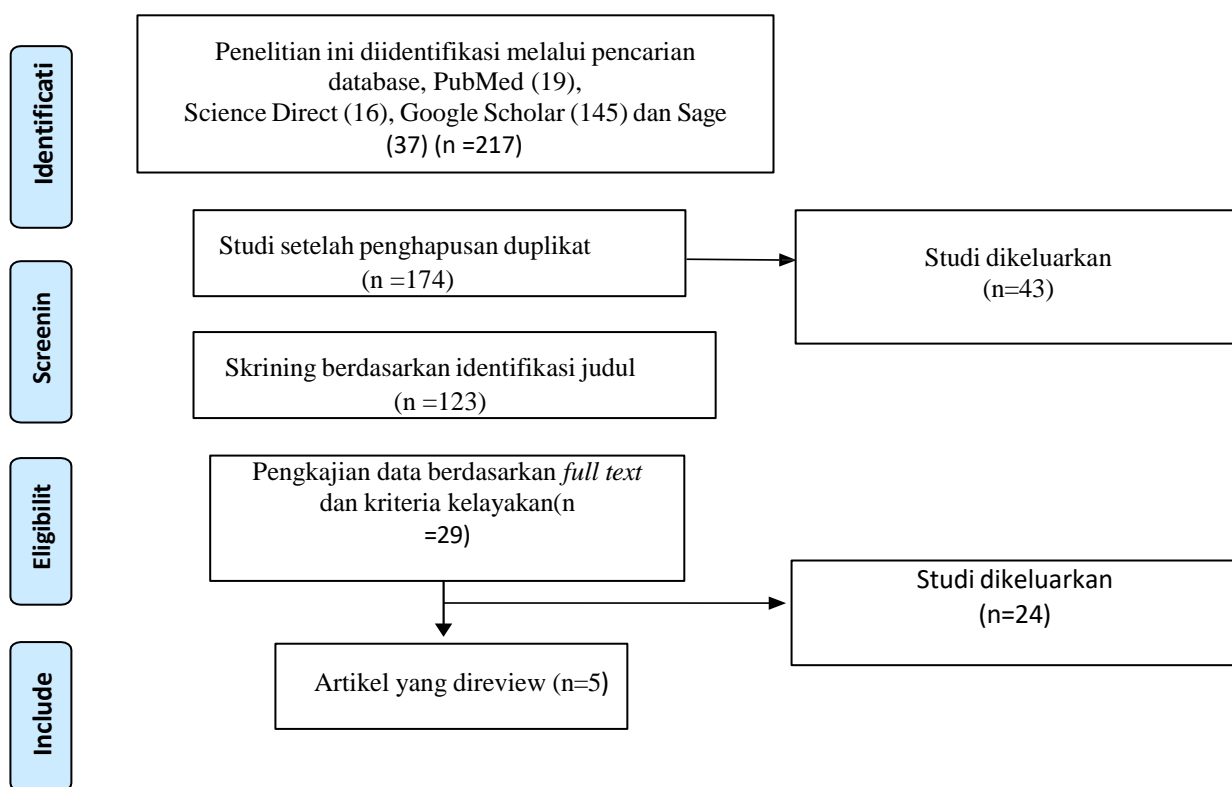 Identificati
Penelitian ini diidentifikasi melalui pencarian
database, PubMed (19),
Science Direct (16), Google Scholar (145) dan Sage
(37) (n =217)
Studi setelah penghapusan duplikat
(n =174)
Studi dikeluarkan
(n=43)
Screenin
Skrining berdasarkan identifikasi judul
(n =123)
Eligibilit
Pengkajian data berdasarkan full text
dan kriteria kelayakan(n
=29)
Studi dikeluarkan
(n=24)
Include
Artikel yang direview (n=5)